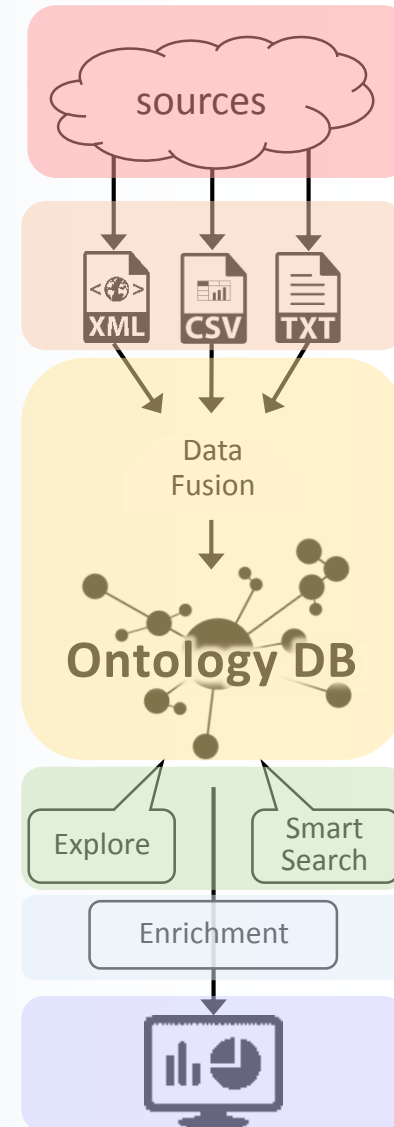 sources
XML
CSV
TXT
Data
Fusion
Ontology DB
Explore
Smart
Search
Enrichment